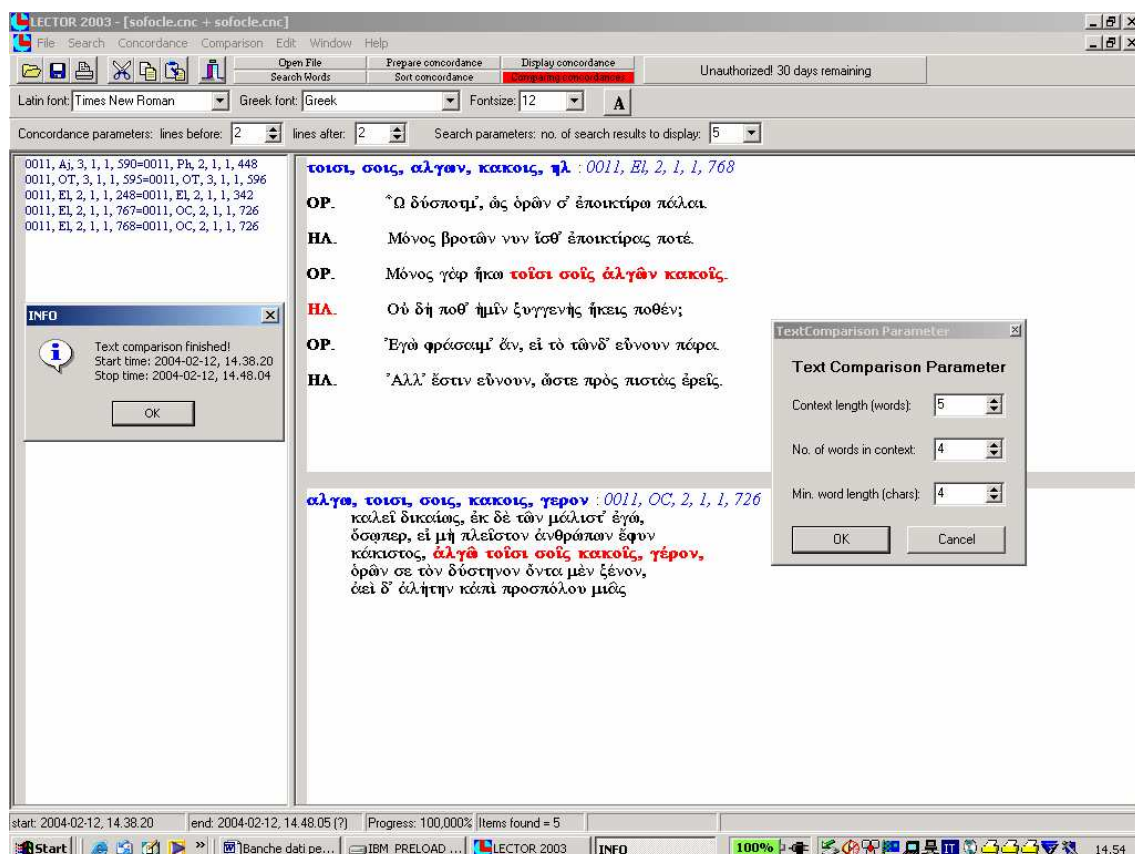 LECTOR 2003 - [sofocle.cnc + sofocle.cnc]
File Search Concordance Comparison Edit Window Help
Open File Prepare concordance Display concordance
Search Words Sort concordance Comparing concordances
Unauthorized! 30 days remaining
Latin font: Times New Roman Greek font: Greek Fontsize: 12 A
Concordance parameters: lines before: 2 lines after: 2 Search parameters: no. of search results to display: 5
0011, Aj, 3, 1, 1, 590=0011, Ph, 2, 1, 1, 448
0011, OT, 3, 1, 1, 595=0011, OT, 3, 1, 1, 596
0011, El, 2, 1, 1, 248=0011, El, 2, 1, 1, 342
0011, El, 2, 1, 1, 767=0011, OC, 2, 1, 1, 726
0011, El, 2, 1, 1, 768=0011, OC, 2, 1, 1, 726
τοισι, σοις, αλγων, κακοις, ηλ : 0011, El, 2, 1, 1, 768
ΟΡ. Ὦ δύσποτμ', ὡς ὁρῶν σ' ἐποικτίρω πάλαι.
ΗΛ. Μόνος βροτῶν νυν ἴσθ' ἐποικτίρας ποτέ.
ΟΡ. Μόνος γὰρ ἥκω τοῖσι σοῖς ἀλγῶν κακοῖς.
ΗΛ. Οὐ δή ποθ' ἡμῖν ξυγγενὴς ἥκεις ποθέν;
ΟΡ. Ἐγὼ φράσαιμ' ἄν, εἰ τὸ τῶνδ' εὔνουν πάρα.
ΗΛ. Ἀλλ' ἔστιν εὔνουν, ὥστε πρὸς πιστὰς ἐρεῖς.
INFO
Text comparison finished!
Start time: 2004-02-12, 14.38.20
Stop time: 2004-02-12, 14.48.04
OK
TextComparison Parameter
Text Comparison Parameter
Context length (words): 5
No. of words in context: 4
Min. word length (chars): 4
OK Cancel
αλγω, τοισι, σοις, κακοις, γερον : 0011, OC, 2, 1, 1, 726
καλεῖ δικαίως, ἐκ δὲ τῶν μάλιστ' ἐγώ,
ὅσῳπερ, εἰ μὴ πλεῖστον ἀνθρώπων ἔφυν
κάκιστος, ἀλγῶ τοῖσι σοῖς κακοῖς, γέρον,
ὁρῶν σε τὸν δύστηνον ὄντα μὲν ξένον,
ἀεὶ δ' ἀλήτην κἀπὶ προσπόλου μιᾶς
start: 2004-02-12, 14.38.20 end: 2004-02-12, 14.48.05 (?) Progress: 100,000% Items found = 5
Start » Banche dati pe... IBM PRELOAD ... LECTOR 2003 INFO 100% IT 14.54